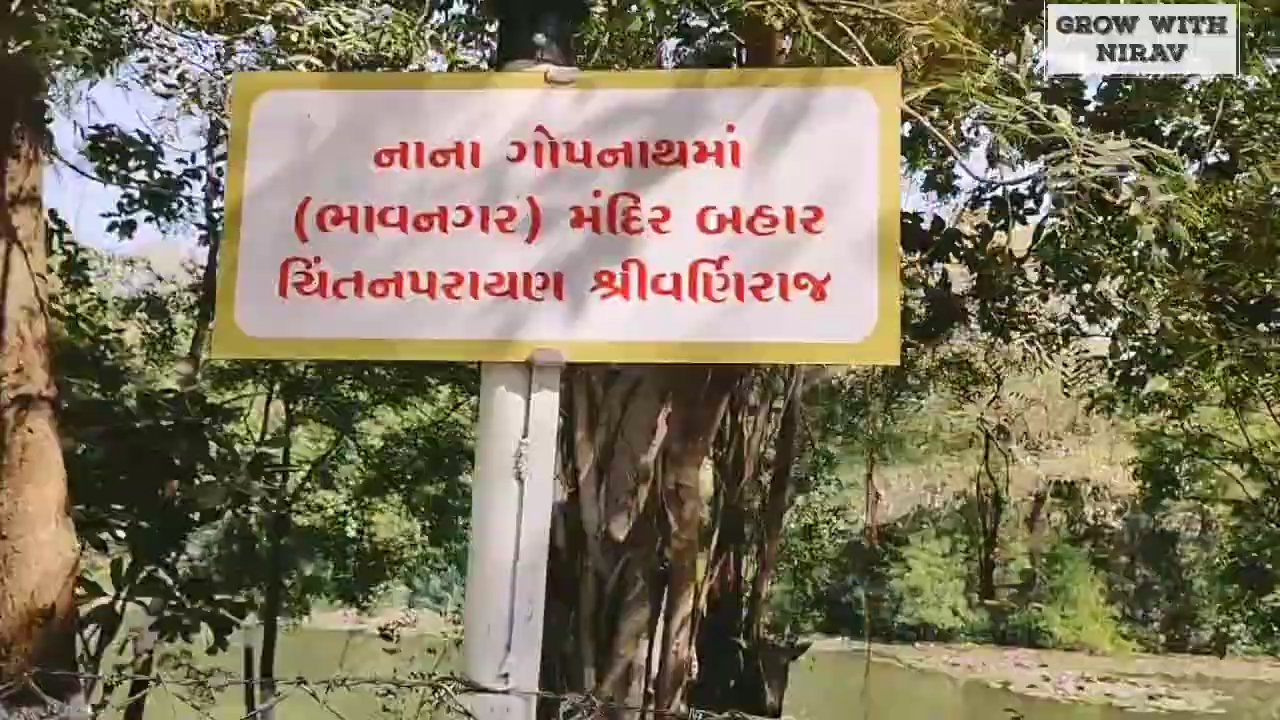 GROW WITH
NIRAV
નાના ગોપનાથમાં
(ભાવનગર) મંદિર બહાર
ચિંતનપરાયણ શ્રીવર્ણિરાજ